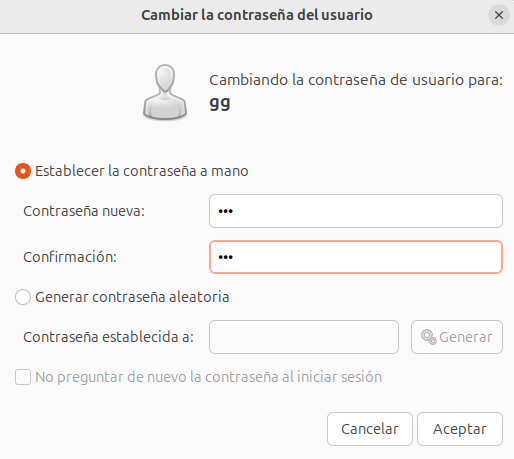 Cambiar la contraseña del usuario
Cambiando la contraseña de usuario para:
gg
Establecer la contraseña a mano
Contraseña nueva: •••
Confirmación: •••
Generar contraseña aleatoria
Contraseña establecida a: Generar
No preguntar de nuevo la contraseña al iniciar sesión
Cancelar Aceptar